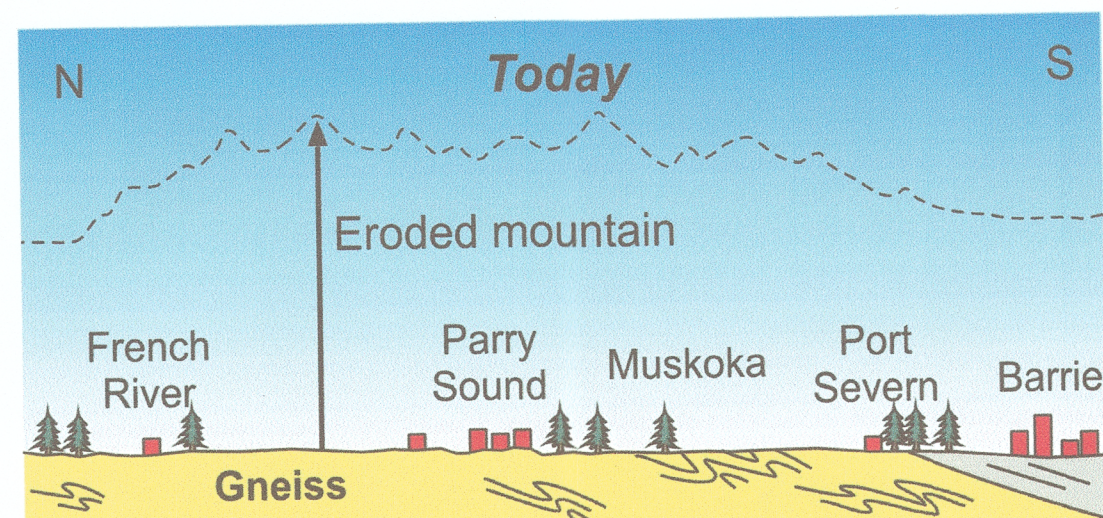 N
Today
S
Eroded mountain
French
River
Parry
Sound
Muskoka
Port
Severn
Barrie
Gneiss